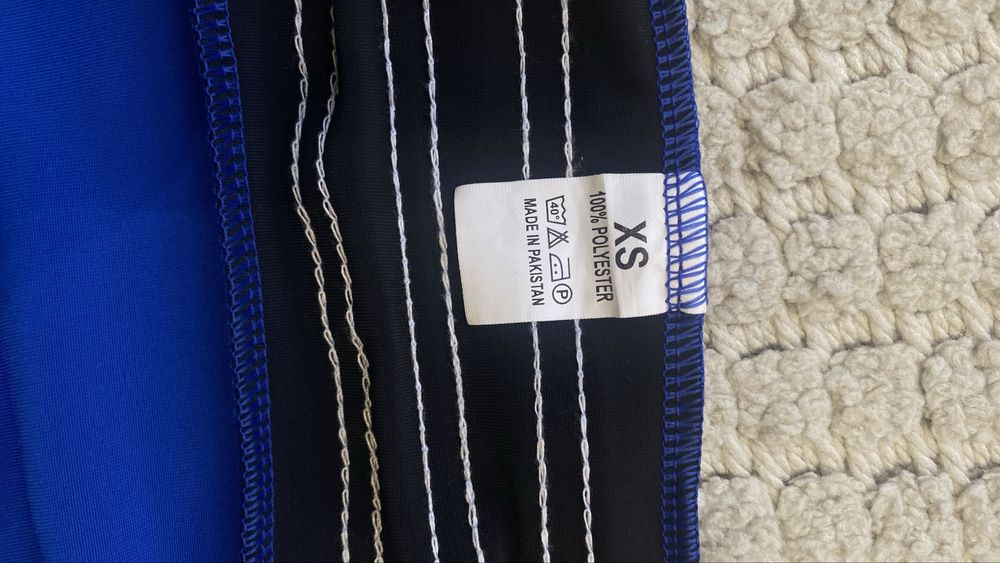 XS
100% POLYESTER
40° P
MADE IN PAKISTAN